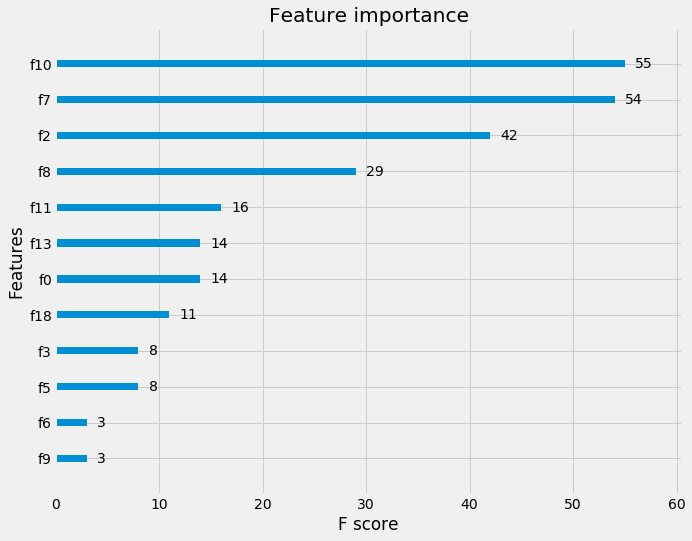 Feature importance
f10 55
f7 54
f2 42
f8 29
f11 16
f13 14
f0 14
f18 11
f3 8
f5 8
f6 3
f9 3
Features
0 10 20 30 40 50 60
F score